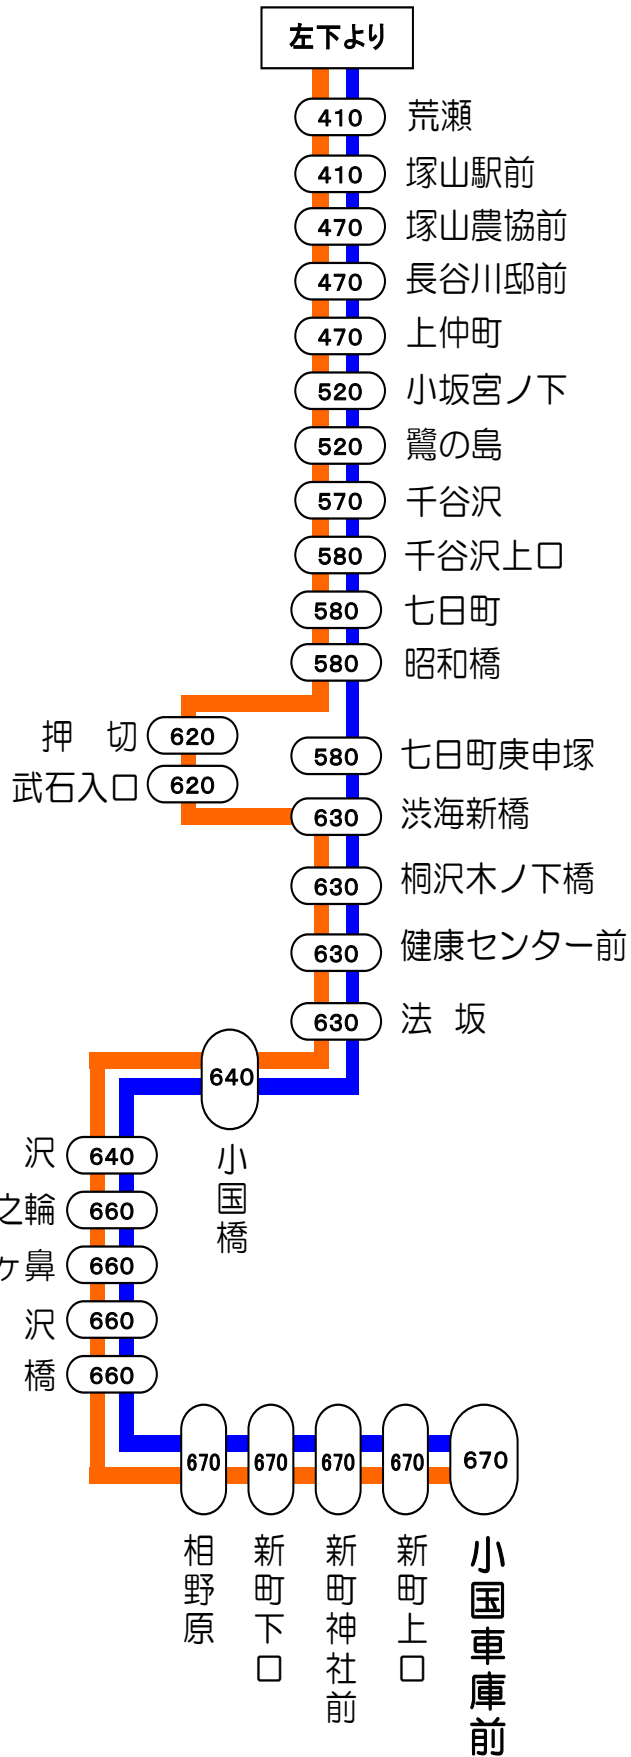 左下より
410 荒瀬
410 塚山駅前
470 塚山農協前
470 長谷川邸前
470 上仲町
520 小坂宮ノ下
520 鷺の島
570 千谷沢
580 千谷沢上口
580 七日町
580 昭和橋
押 切 620
武石入口 620
580 七日町庚申塚
630 渋海新橋
630 桐沢木ノ下橋
630 健康センター前
630 法 坂
640 小国橋
沢 640
之輪 660
ヶ鼻 660
沢 660
橋 660
670 相野原
670 新町下口
670 新町神社前
670 新町上口
670 小国車庫前